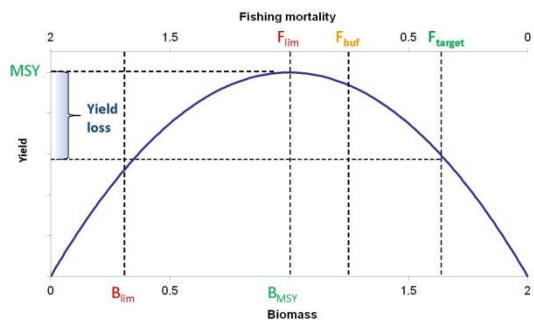 Fishing mortality
2 1.5 F_lim F_buf 0.5 F_target 0
MSY
Yield
loss
Yield
0 B_lim 0.5 B_MSY 1.5 2
Biomass